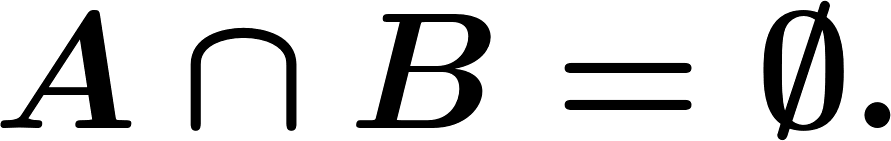 A ∩ B = ∅.